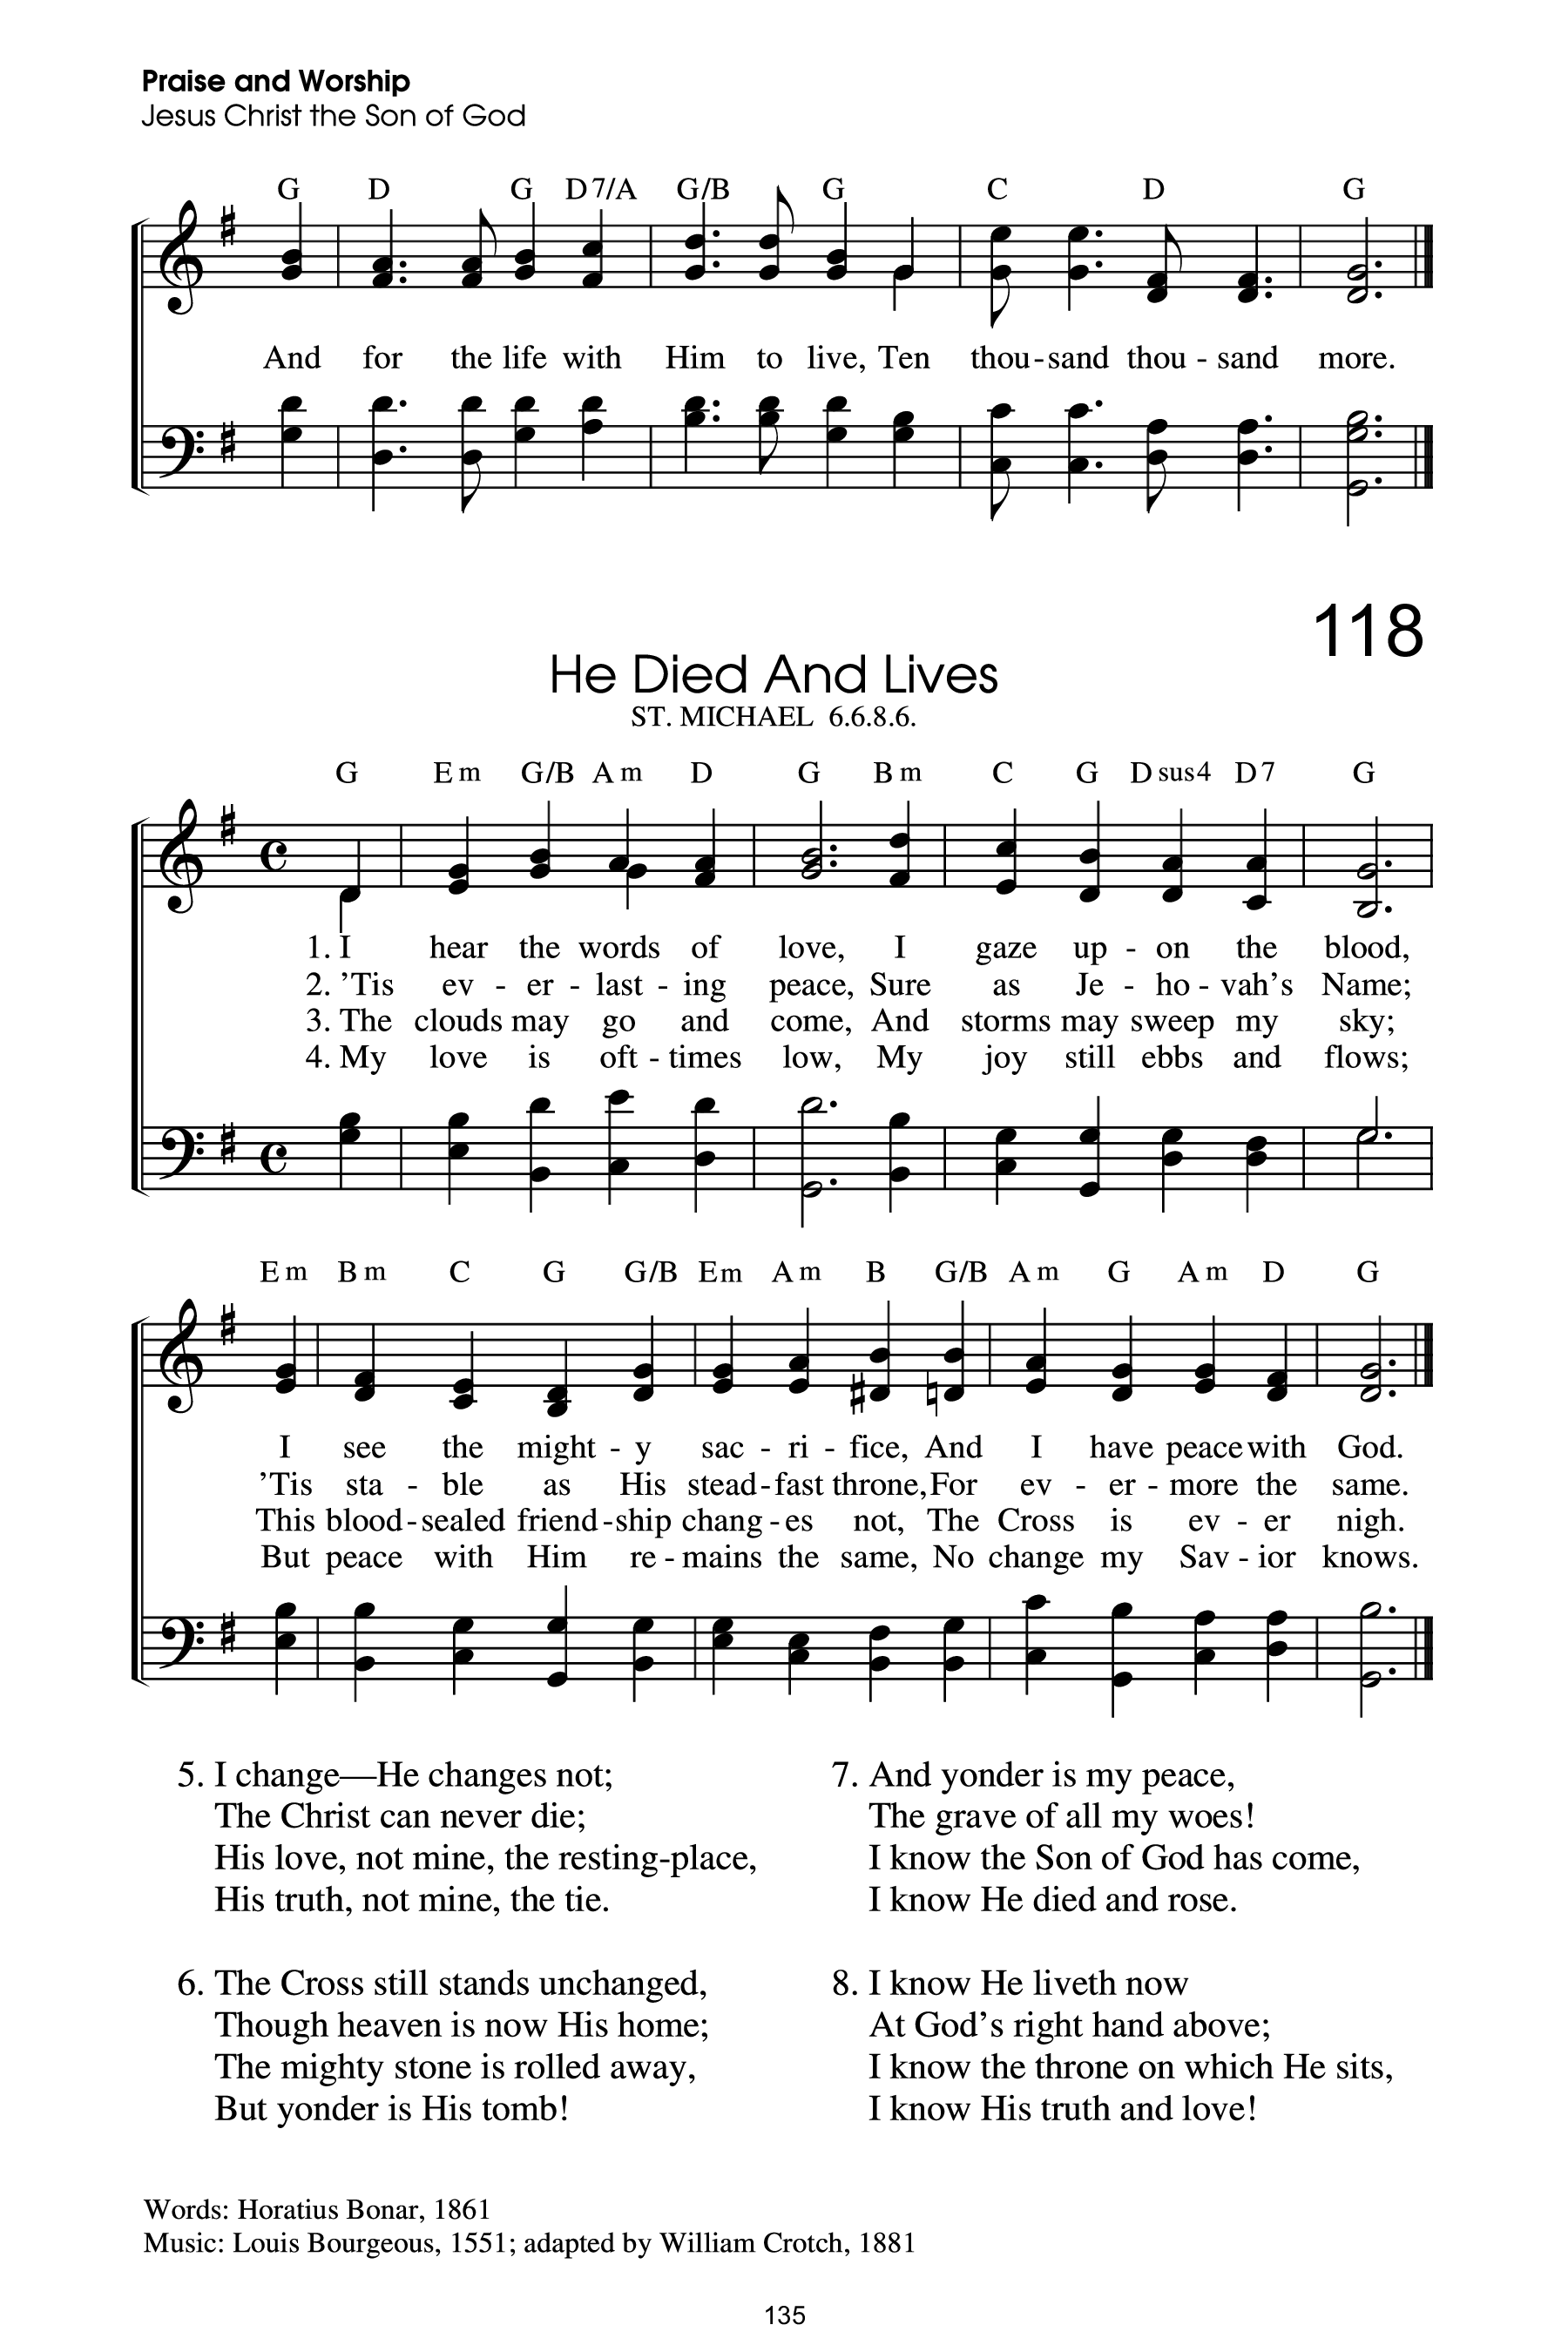 Praise and Worship
Jesus Christ the Son of God
G D G D7/A G/B G C D G
And for the life with Him to live, Ten thou-sand thou - sand more.
118
He Died And Lives
ST. MICHAEL 6.6.8.6.
G Em G/B Am D G Bm C G Dsus4 D7 G
1. I hear the words of love, I gaze up - on the blood,
2. ’Tis ev - er - last - ing peace, Sure as Je - ho - vah’s Name;
3. The clouds may go and come, And storms may sweep my sky;
4. My love is oft - times low, My joy still ebbs and flows;
Em Bm C G G/B Em Am B G/B Am G Am D G
I see the might - y sac - ri - fice, And I have peace with God.
’Tis sta - ble as His stead-fast throne, For ev - er - more the same.
This blood-sealed friend-ship chang-es not, The Cross is ev - er nigh.
But peace with Him re - mains the same, No change my Sav - ior knows.
5. I change—He changes not;
The Christ can never die;
His love, not mine, the resting-place,
His truth, not mine, the tie.
6. The Cross still stands unchanged,
Though heaven is now His home;
The mighty stone is rolled away,
But yonder is His tomb!
7. And yonder is my peace,
The grave of all my woes!
I know the Son of God has come,
I know He died and rose.
8. I know He liveth now
At God’s right hand above;
I know the throne on which He sits,
I know His truth and love!
Words: Horatius Bonar, 1861
Music: Louis Bourgeous, 1551; adapted by William Crotch, 1881
135